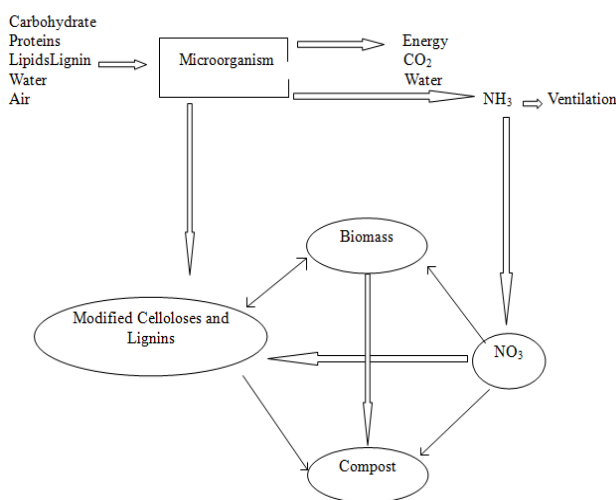 Carbohydrate
Proteins
LipidsLignin
Water
Air
Microorganism
Energy
CO₂
Water
NH₃
Ventilation
Biomass
Modified Celloloses and
Lignins
NO₃
Compost